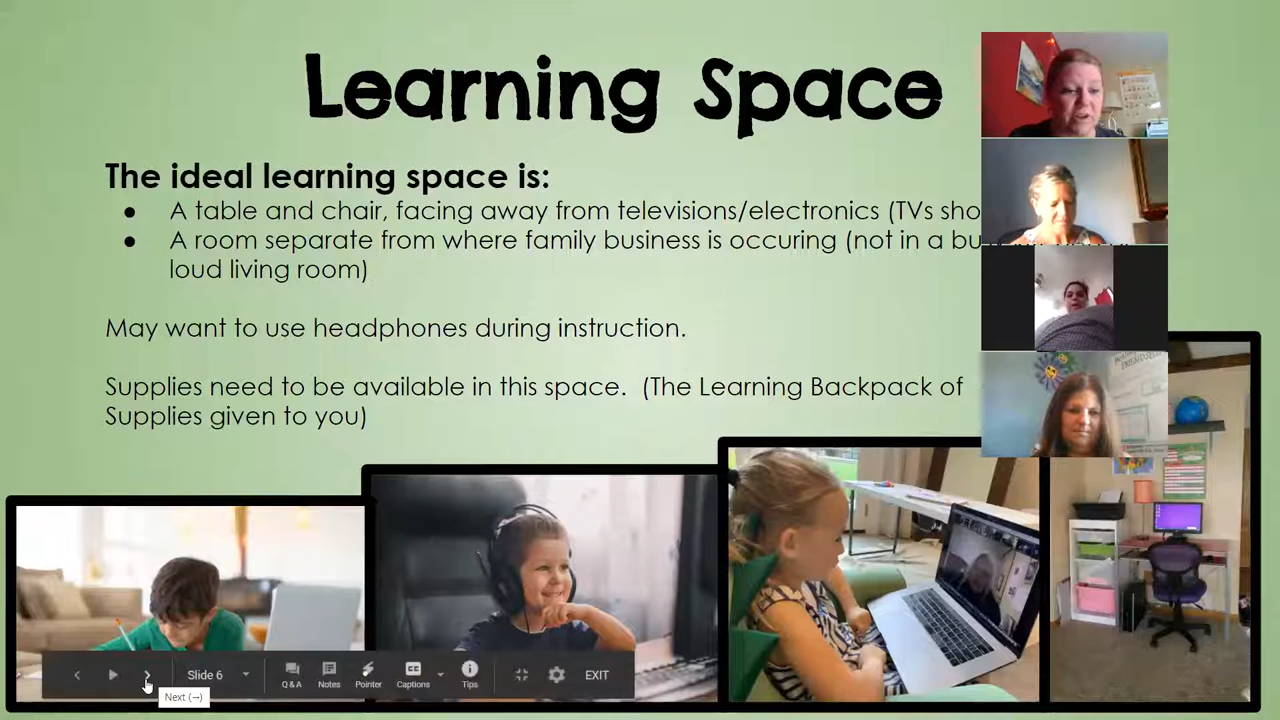 Learning Space
The ideal learning space is:
● A table and chair, facing away from televisions/electronics (TVs sho
● A room separate from where family business is occuring (not in a bu
loud living room)
May want to use headphones during instruction.
Supplies need to be available in this space. (The Learning Backpack of
Supplies given to you)
Slide 6
Q & A
Notes
Pointer
CC
Captions
Tips
EXIT
Next (→)